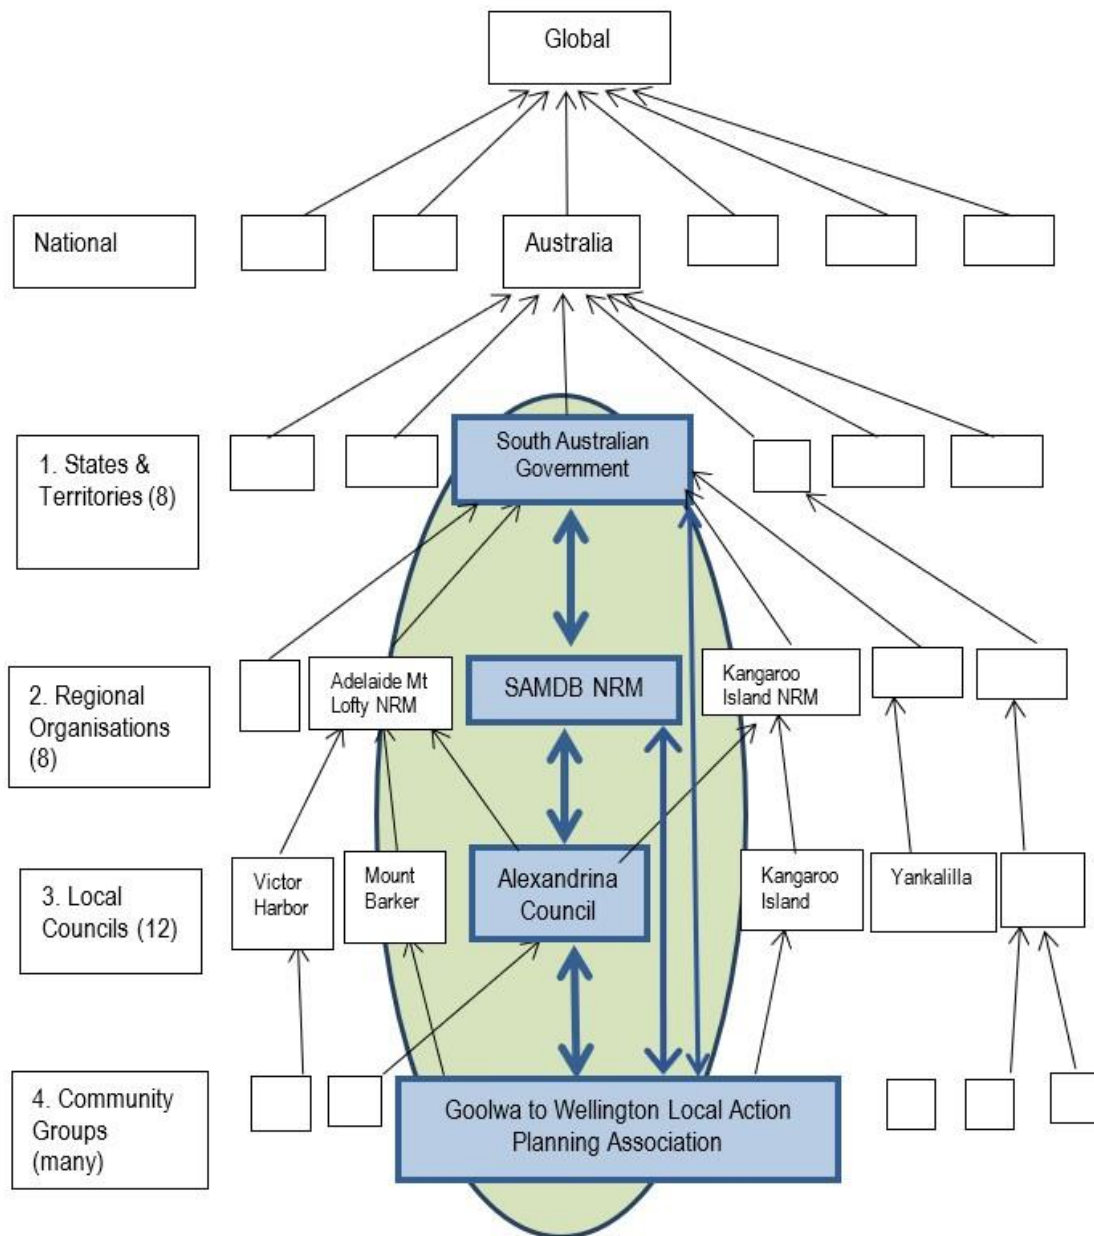 Global
National
Australia
1. States &
Territories (8)
South Australian
Government
2. Regional
Organisations
(8)
Adelaide Mt
Lofty NRM
SAMDB NRM
Kangaroo
Island NRM
3. Local
Councils (12)
Victor
Harbor
Mount
Barker
Alexandrina
Council
Kangaroo
Island
Yankalilla
4. Community
Groups
(many)
Goolwa to Wellington Local Action
Planning Association